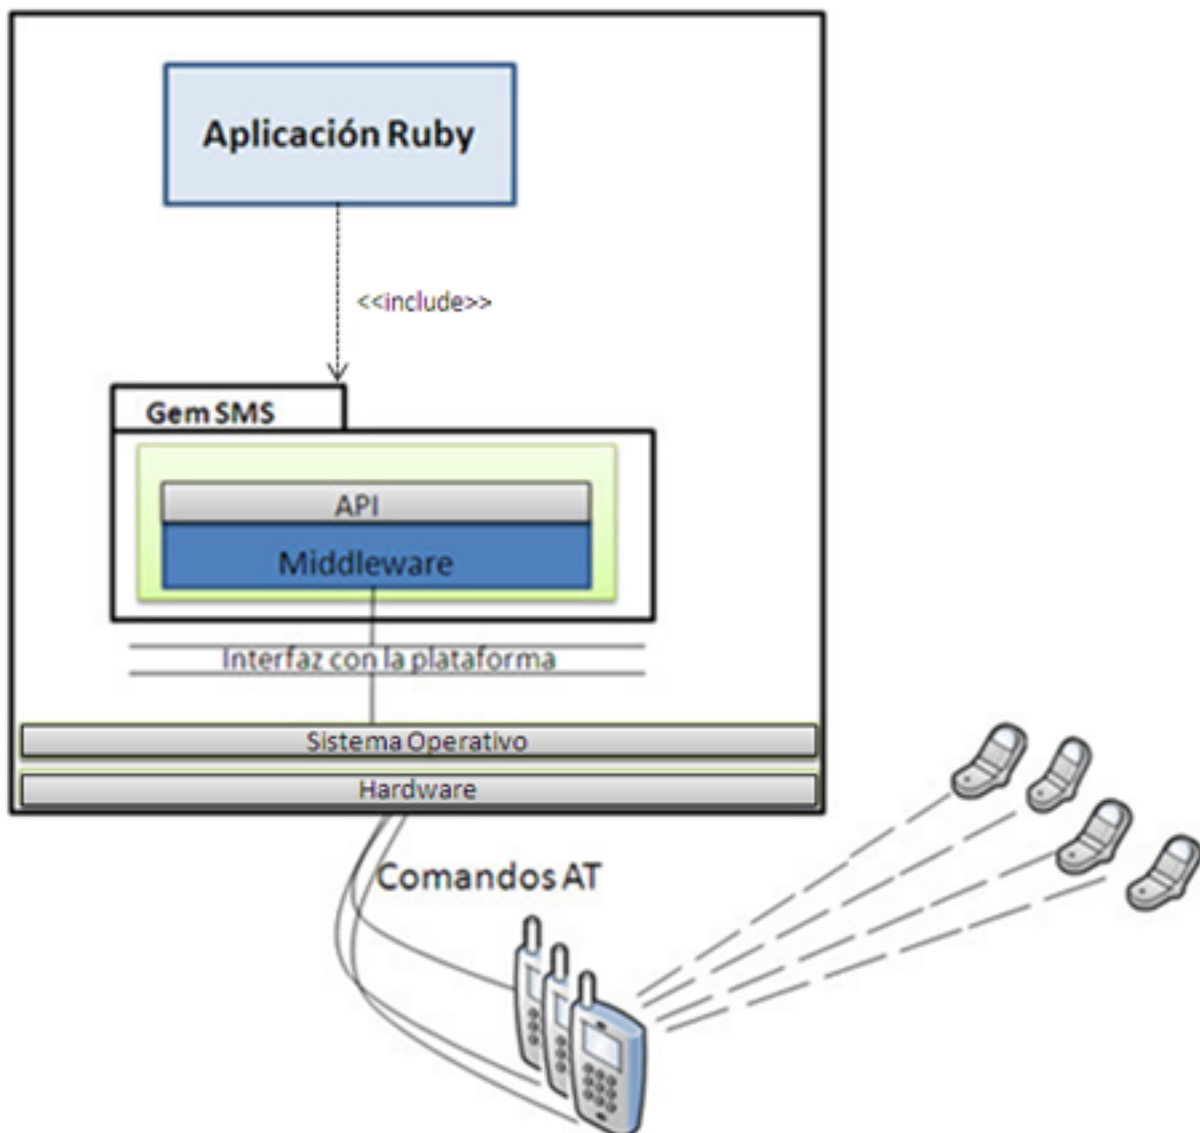 Aplicación Ruby
<<include>>
Gem SMS
API
Middleware
Interfaz con la plataforma
Sistema Operativo
Hardware
Comandos AT